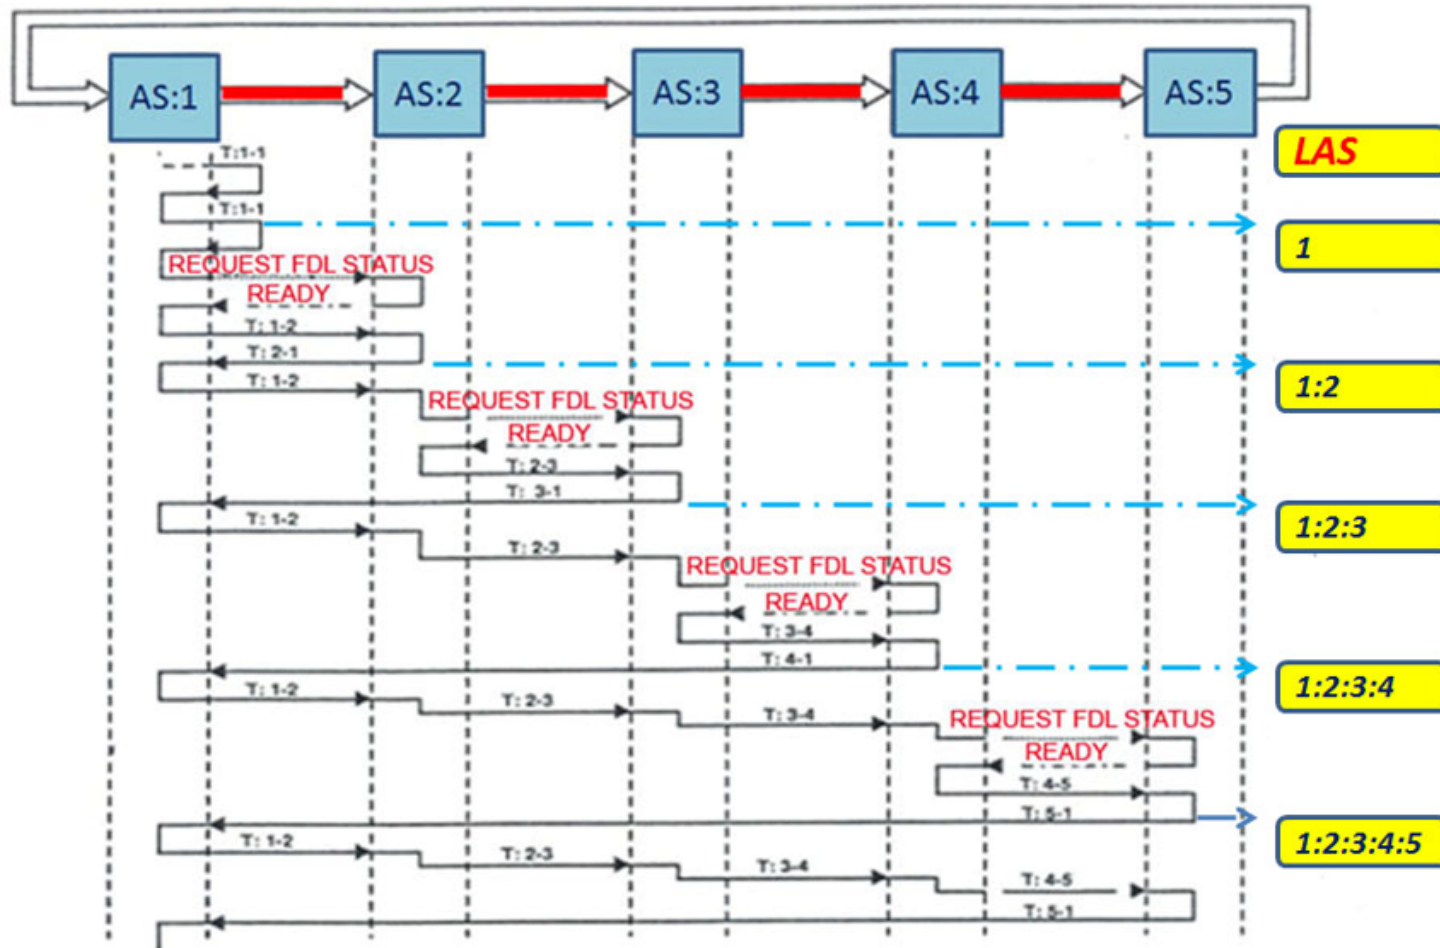 AS:1
AS:2
AS:3
AS:4
AS:5
LAS
T:1-1
T:1-1
1
REQUEST FDL STATUS
READY
T: 1-2
T: 2-1
T: 1-2
1:2
REQUEST FDL STATUS
READY
T: 2-3
T: 3-1
T: 1-2
1:2:3
T: 2-3
REQUEST FDL STATUS
READY
T: 3-4
T: 4-1
T: 1-2
1:2:3:4
T: 2-3
T: 3-4
REQUEST FDL STATUS
READY
T: 4-5
T: 5-1
T: 1-2
1:2:3:4:5
T: 2-3
T: 3-4
T: 4-5
T: 5-1